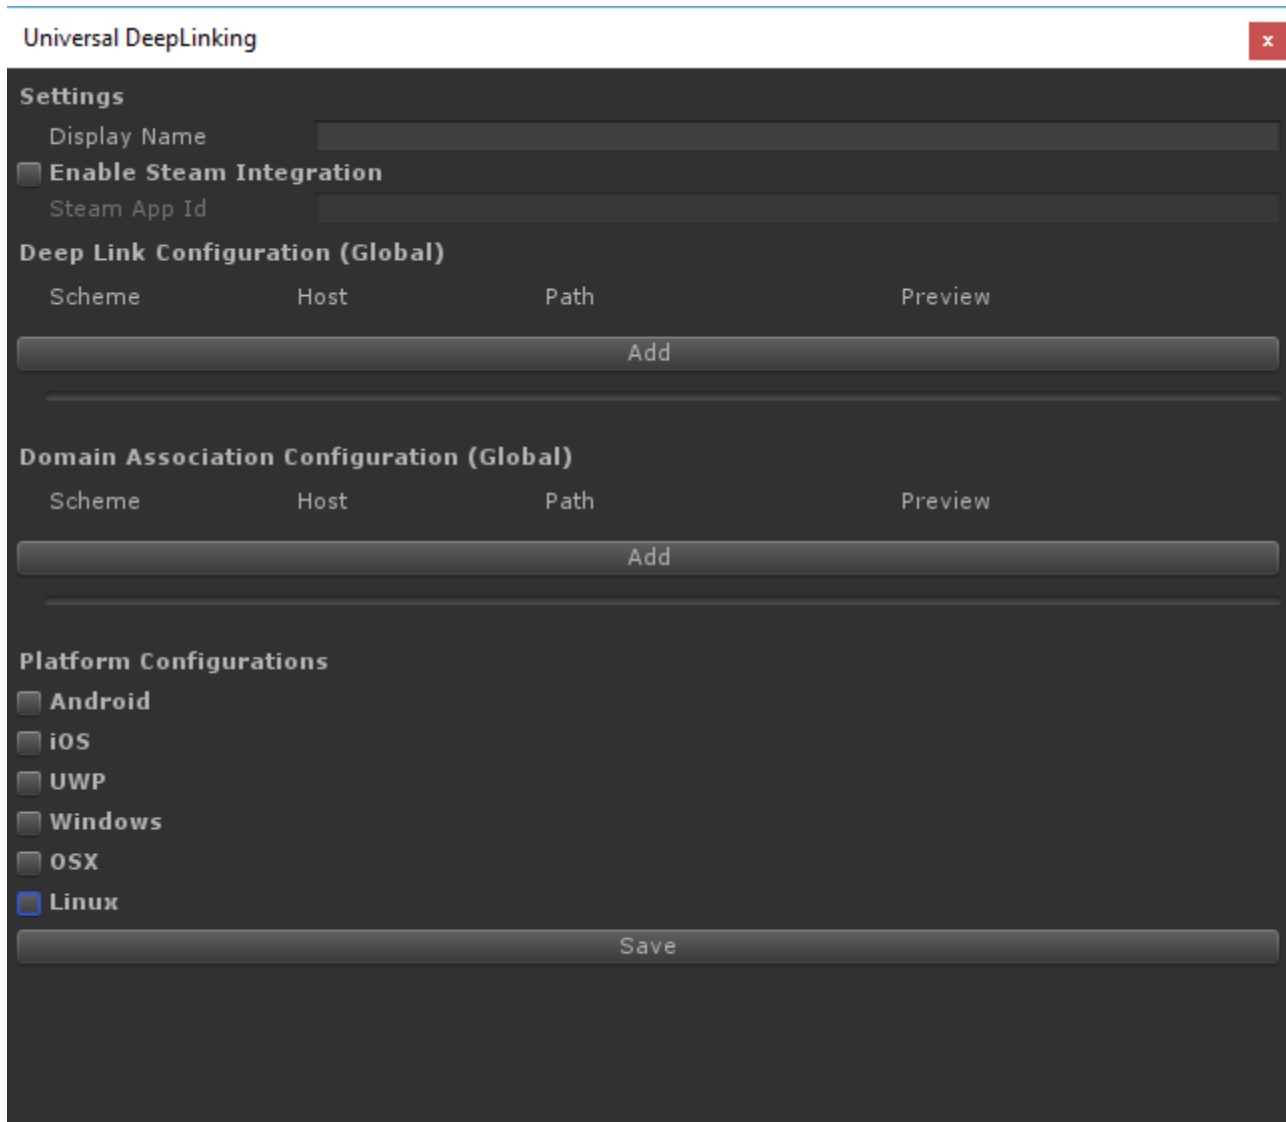 Universal DeepLinking
x
Settings
Display Name
Enable Steam Integration
Steam App Id
Deep Link Configuration (Global)
Scheme Host Path Preview
Add
Domain Association Configuration (Global)
Scheme Host Path Preview
Add
Platform Configurations
Android
iOS
UWP
Windows
OSX
Linux
Save